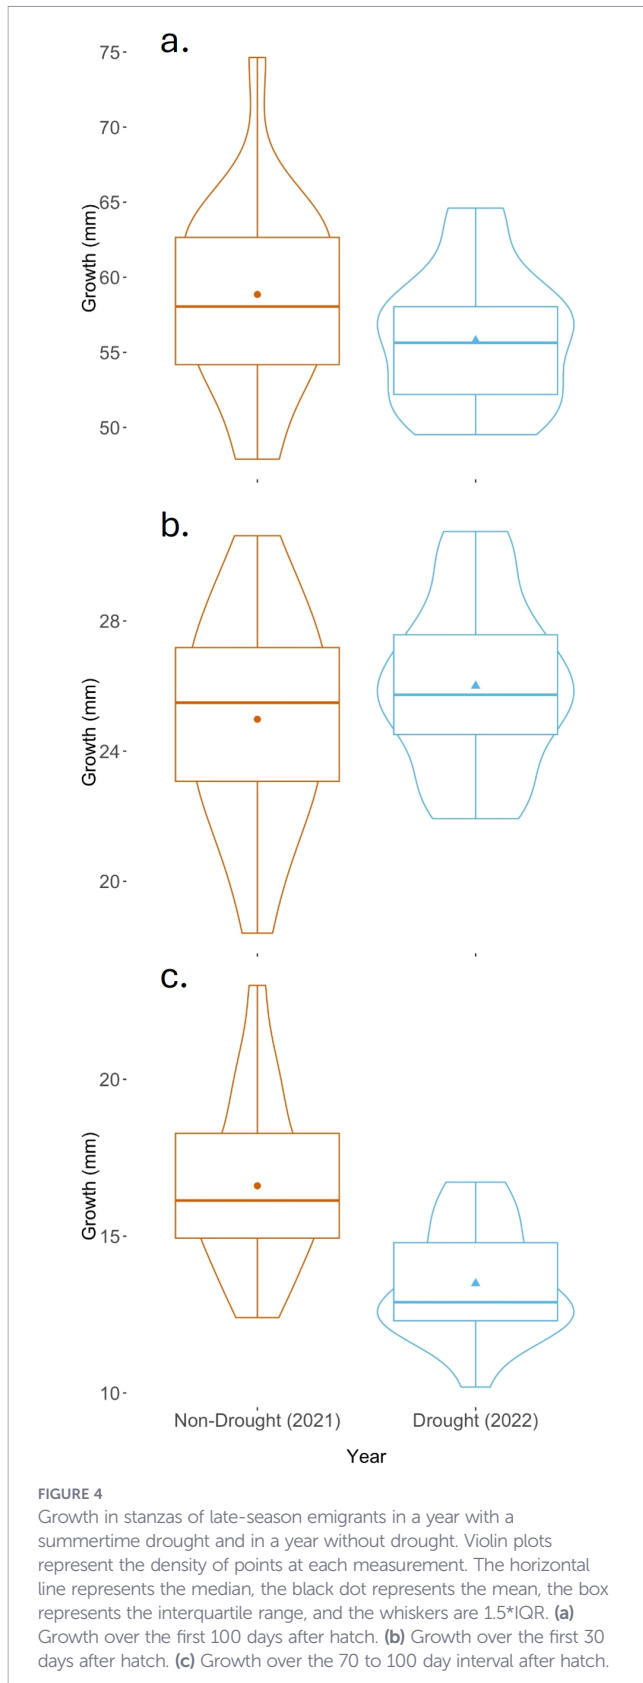 a.
75
70
65
60
55
50
Growth (mm)
b.
28
24
20
Growth (mm)
c.
20
15
10
Growth (mm)
Non-Drought (2021) Drought (2022)
Year
FIGURE 4
Growth in stanzas of late-season emigrants in a year with a
summertime drought and in a year without drought. Violin plots
represent the density of points at each measurement. The horizontal
line represents the median, the black dot represents the mean, the box
represents the interquartile range, and the whiskers are 1.5*IQR. (a)
Growth over the first 100 days after hatch. (b) Growth over the first 30
days after hatch. (c) Growth over the 70 to 100 day interval after hatch.